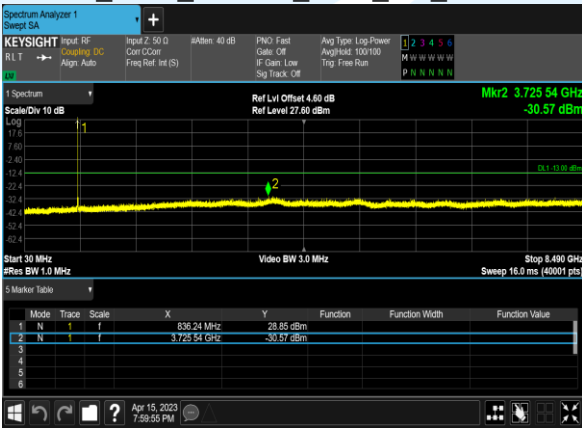 Spectrum Analyzer 1
Swept SA
+
KEYSIGHT Input: RF Input Z: 50 Ω #Atten: 40 dB PNO: Fast Avg Type: Log-Power 1 2 3 4 5 6
RLT Coupling: DC Corr CCorr Gate: Off Avg|Hold: 100/100 M W W W W W
Align: Auto Freq Ref: Int (S) IF Gain: Low Trig: Free Run
Sig Track: Off P N N N N N
1 Spectrum Ref Lvl Offset 4.60 dB Mkr2 3.725 54 GHz
Scale/Div 10 dB Ref Level 27.60 dBm -30.57 dBm
Log
17.6
7.60
-2.40
-12.4
-22.4
-32.4
-42.4
-52.4
-62.4
1
DL1 -13.00 dBm
2
Start 30 MHz Video BW 3.0 MHz Stop 8.490 GHz
#Res BW 1.0 MHz Sweep 16.0 ms (40001 pts)
5 Marker Table
Mode Trace Scale X Y Function Function Width Function Value
1 N 1 f 836.24 MHz 28.85 dBm
2 N 1 f 3.725 54 GHz -30.57 dBm
3
4
5
6
? Apr 15, 2023
7:59:55 PM